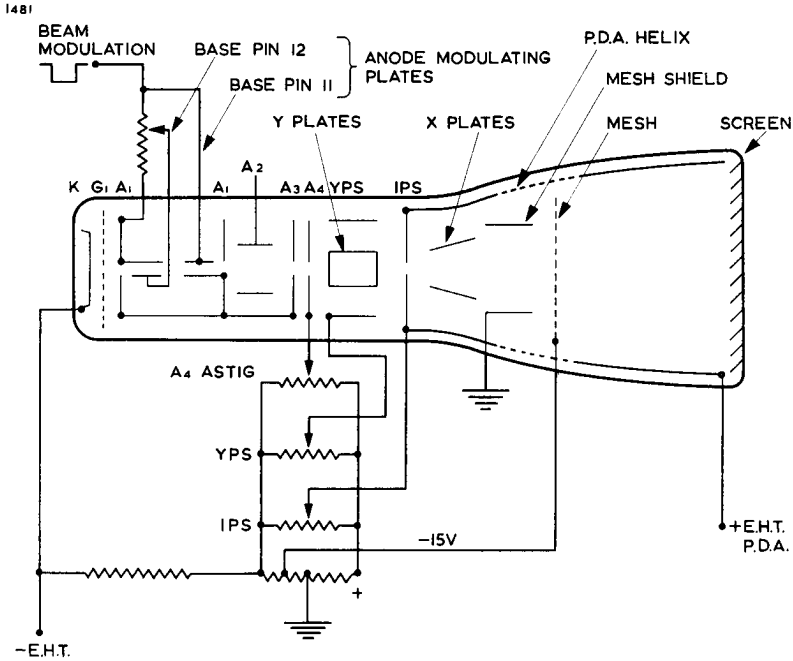 1481
BEAM
MODULATION
BASE PIN 12
BASE PIN 11
ANODE MODULATING
PLATES
P.D.A. HELIX
MESH SHIELD
MESH
SCREEN
Y PLATES
X PLATES
K G1 A1 A1 A2 A3 A4 YPS IPS
A4 ASTIG
YPS
IPS
-15V
+
+E.H.T.
P.D.A.
-E.H.T.